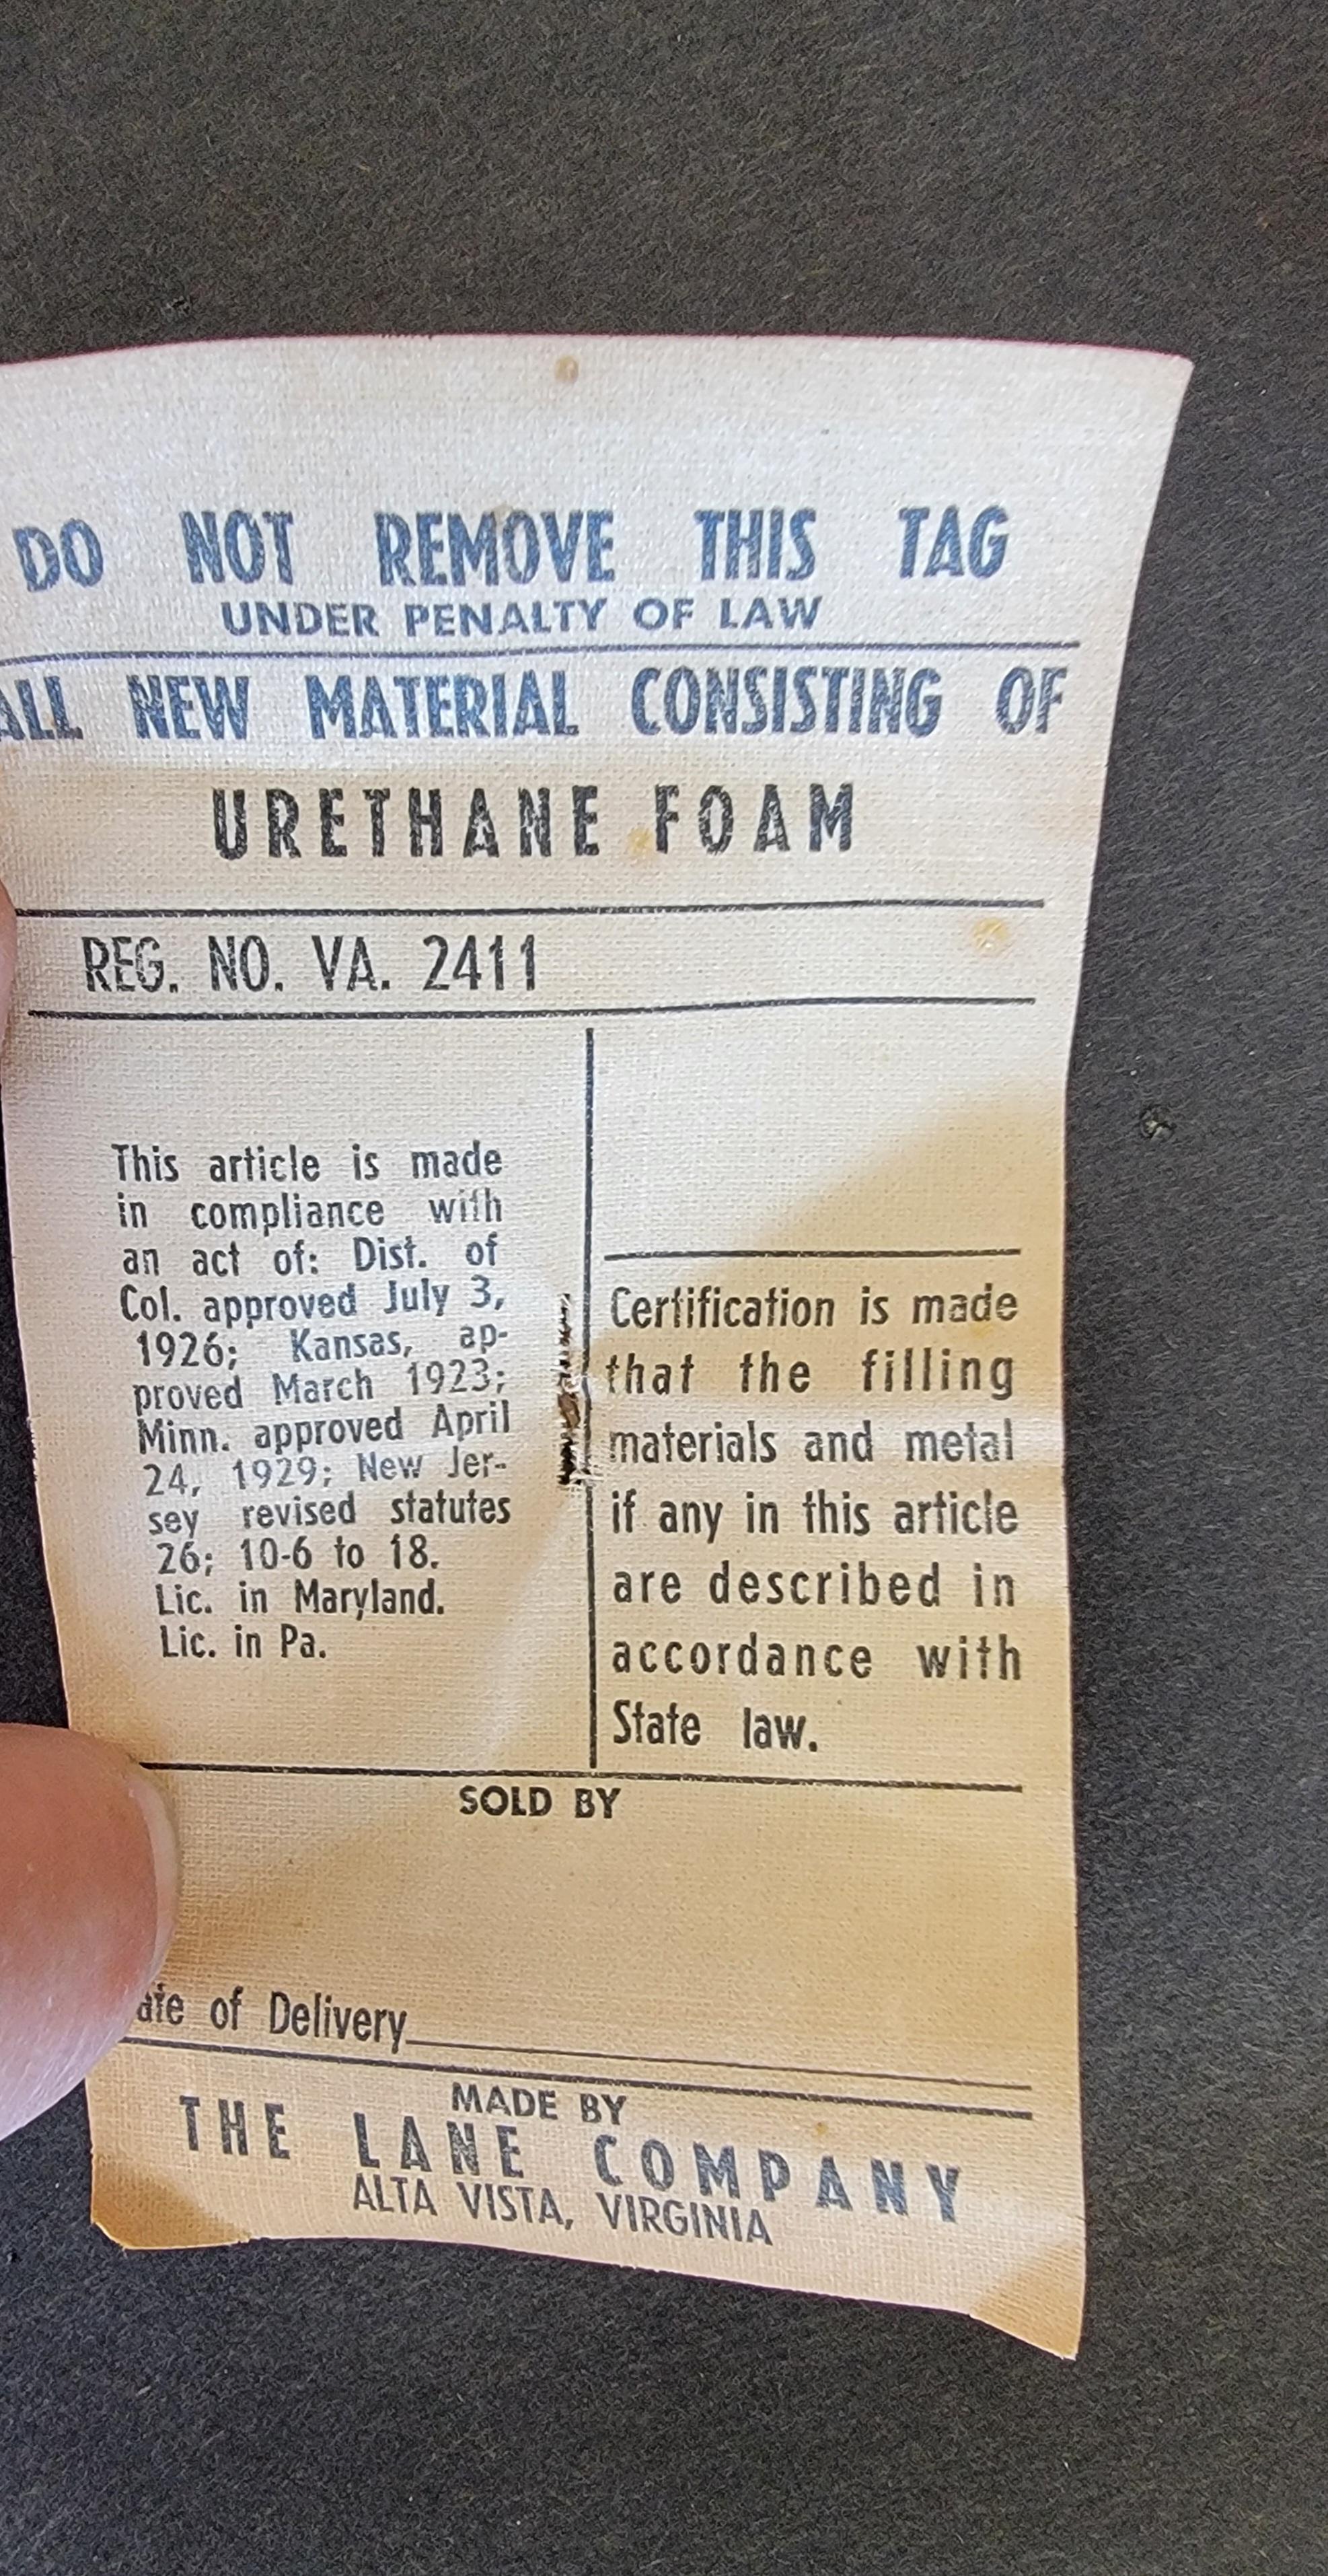 DO NOT REMOVE THIS TAG
UNDER PENALTY OF LAW
ALL NEW MATERIAL CONSISTING OF
URETHANE FOAM
REG. NO. VA. 2411
This article is made
in compliance with
an act of: Dist. of
Col. approved July 3,
1926; Kansas, ap-
proved March 1923;
Minn. approved April
24, 1929; New Jer-
sey revised statutes
26; 10-6 to 18.
Lic. in Maryland.
Lic. in Pa.
Certification is made
that the filling
materials and metal
if any in this article
are described in
accordance with
State law.
SOLD BY
ate of Delivery
MADE BY
THE LANE COMPANY
ALTA VISTA, VIRGINIA